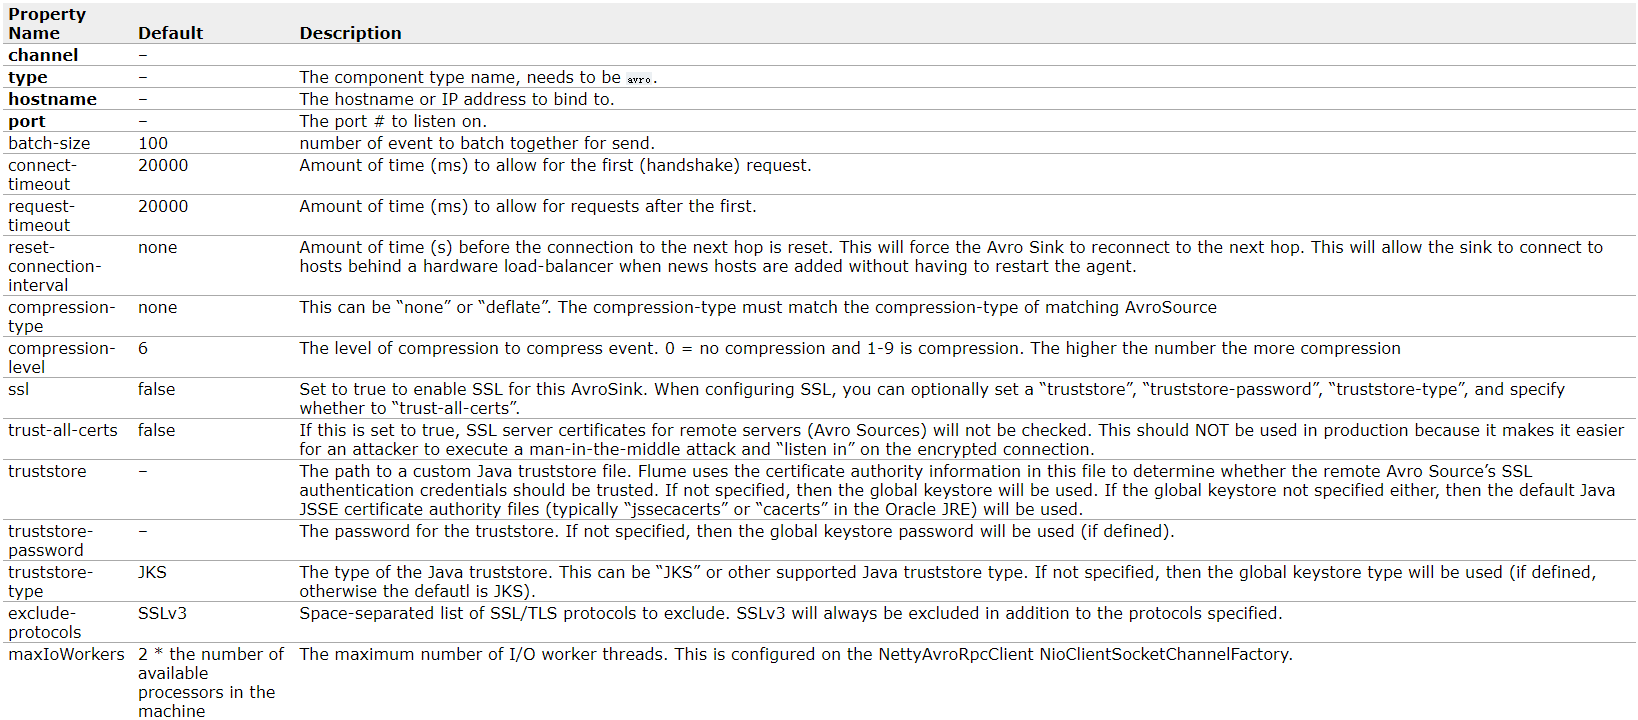 Property
Name Default Description
channel –
type – The component type name, needs to be avro.
hostname – The hostname or IP address to bind to.
port – The port # to listen on.
batch-size 100 number of event to batch together for send.
connect- 20000 Amount of time (ms) to allow for the first (handshake) request.
timeout
request- 20000 Amount of time (ms) to allow for requests after the first.
timeout
reset- none Amount of time (s) before the connection to the next hop is reset. This will force the Avro Sink to reconnect to the next hop. This will allow the sink to connect to
connection- hosts behind a hardware load-balancer when news hosts are added without having to restart the agent.
interval
compression- none This can be “none” or “deflate”. The compression-type must match the compression-type of matching AvroSource
type
compression- 6 The level of compression to compress event. 0 = no compression and 1-9 is compression. The higher the number the more compression
level
ssl false Set to true to enable SSL for this AvroSink. When configuring SSL, you can optionally set a “truststore”, “truststore-password”, “truststore-type”, and specify
whether to “trust-all-certs”.
trust-all-certs false If this is set to true, SSL server certificates for remote servers (Avro Sources) will not be checked. This should NOT be used in production because it makes it easier
for an attacker to execute a man-in-the-middle attack and “listen in” on the encrypted connection.
truststore – The path to a custom Java truststore file. Flume uses the certificate authority information in this file to determine whether the remote Avro Source’s SSL
authentication credentials should be trusted. If not specified, then the global keystore will be used. If the global keystore not specified either, then the default Java
JSSE certificate authority files (typically “jssecacerts” or “cacerts” in the Oracle JRE) will be used.
truststore- – The password for the truststore. If not specified, then the global keystore password will be used (if defined).
password
truststore- JKS The type of the Java truststore. This can be “JKS” or other supported Java truststore type. If not specified, then the global keystore type will be used (if defined,
type otherwise the defautl is JKS).
exclude- SSLv3 Space-separated list of SSL/TLS protocols to exclude. SSLv3 will always be excluded in addition to the protocols specified.
protocols
maxIoWorkers 2 * the number of The maximum number of I/O worker threads. This is configured on the NettyAvroRpcClient NioClientSocketChannelFactory.
available
processors in the
machine